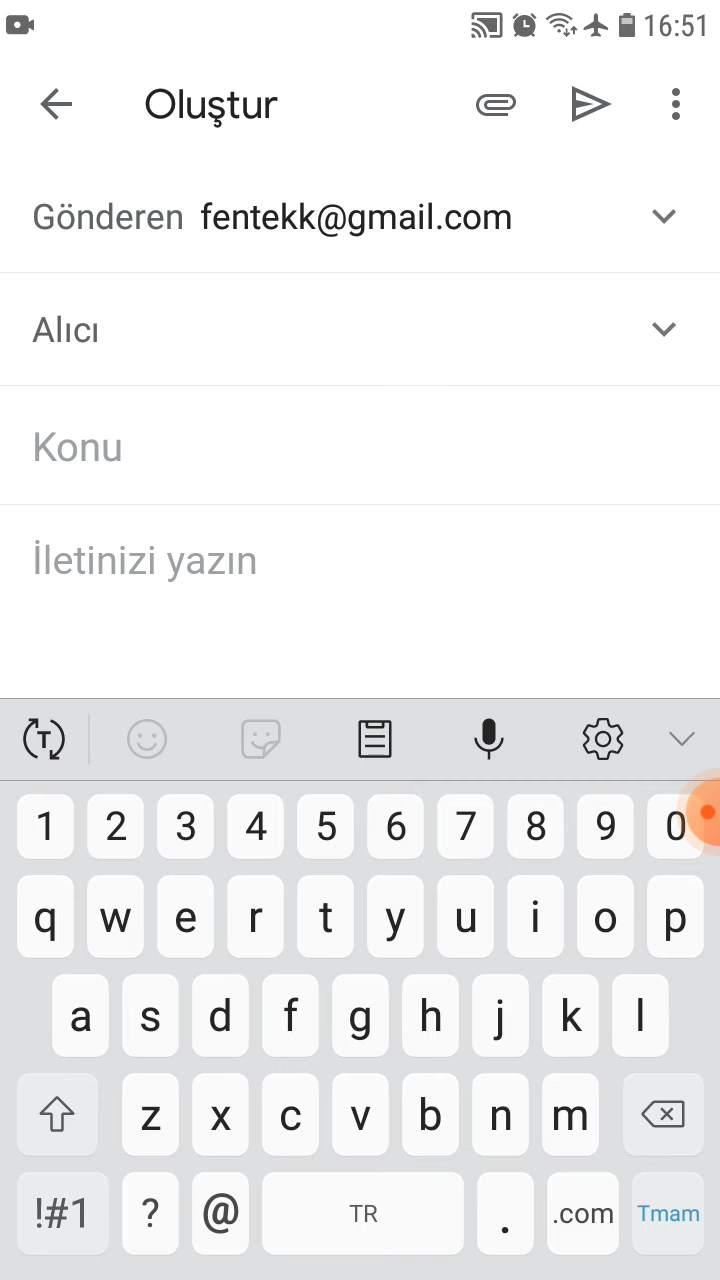 16:51
Oluştur
Gönderen fentekk@gmail.com
Alıcı
Konu
İletinizi yazın
T
1 2 3 4 5 6 7 8 9 0
q w e r t y u i o p
a s d f g h j k l
z x c v b n m
!#1 ? @ TR . .com Tmam